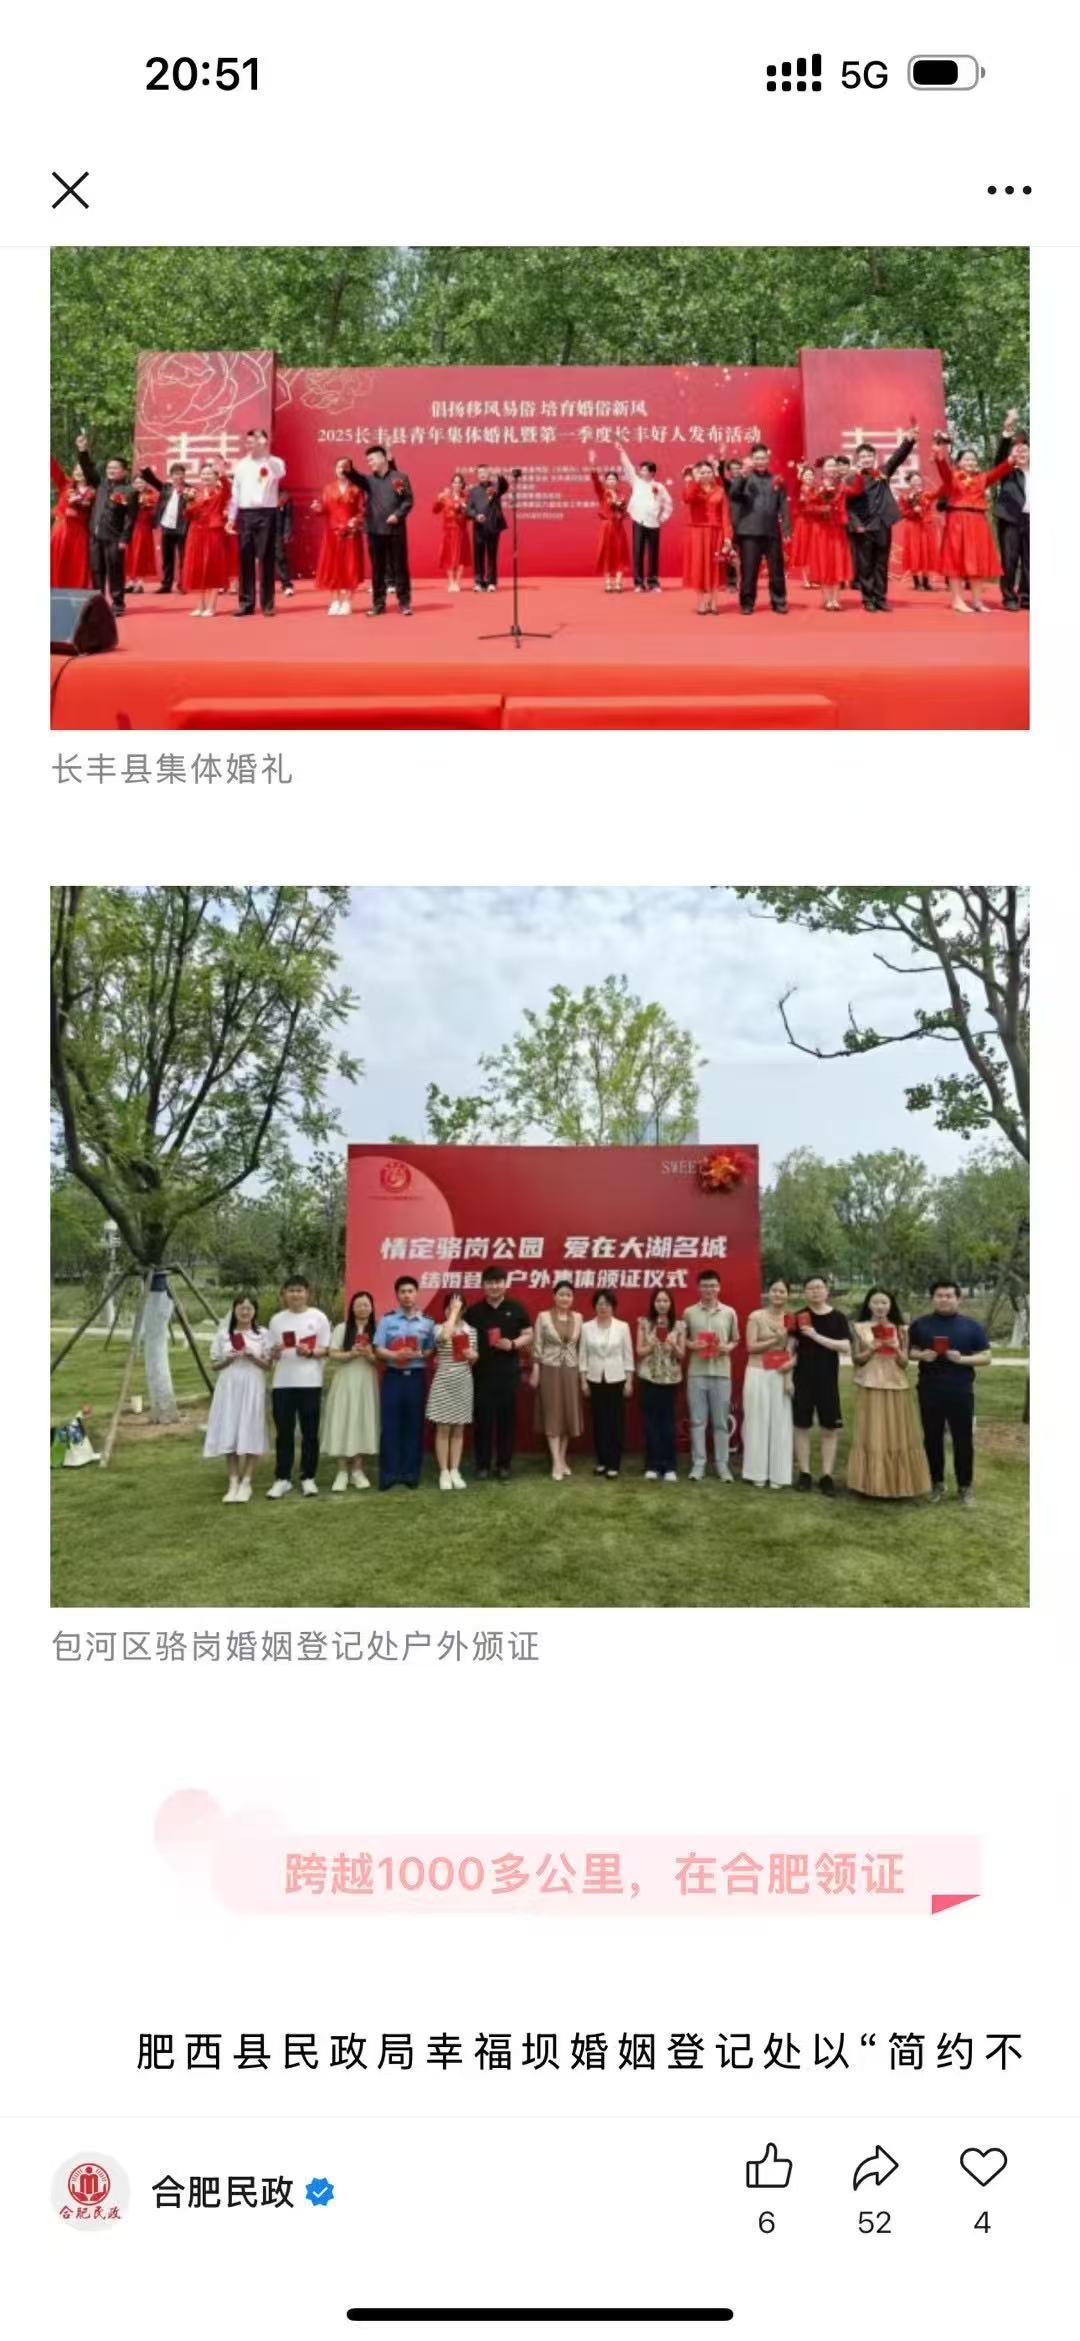 20:51
5G
倡扬移风易俗 培育婚俗新风
2025长丰县青年集体婚礼暨第一季度长丰好人发布活动
长丰县集体婚礼
SWEET
情定骆岗公园 爱在大湖名城
结婚登 户外集体颁证仪式
包河区骆岗婚姻登记处户外颁证
跨越1000多公里，在合肥领证
肥西县民政局幸福坝婚姻登记处以“简约不
合肥民政
合肥民政
6
52
4